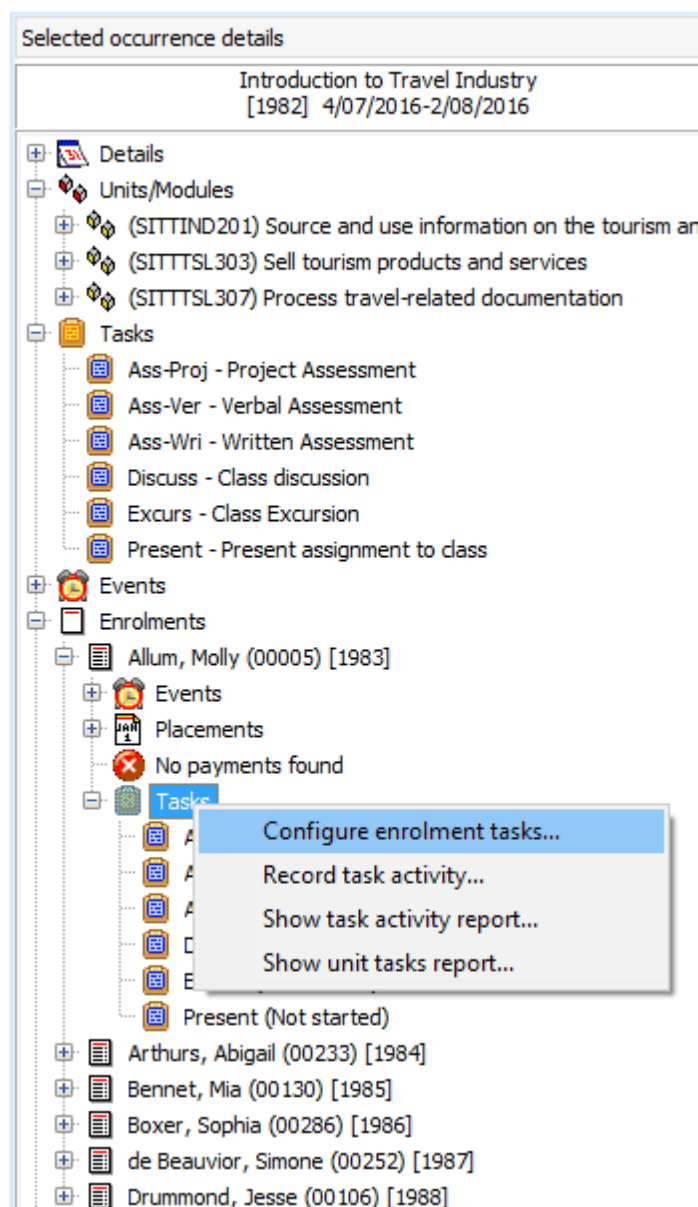 Selected occurrence details
Introduction to Travel Industry
[1982] 4/07/2016-2/08/2016
Details
Units/Modules
(SITTIND201) Source and use information on the tourism an
(SITTTSL303) Sell tourism products and services
(SITTTSL307) Process travel-related documentation
Tasks
Ass-Proj - Project Assessment
Ass-Ver - Verbal Assessment
Ass-Wri - Written Assessment
Discuss - Class discussion
Excurs - Class Excursion
Present - Present assignment to class
Events
Enrolments
Allum, Molly (00005) [1983]
Events
Placements
No payments found
Tasks
Configure enrolment tasks...
Record task activity...
Show task activity report...
Show unit tasks report...
Present (Not started)
Arthurs, Abigail (00233) [1984]
Bennet, Mia (00130) [1985]
Boxer, Sophia (00286) [1986]
de Beauvior, Simone (00252) [1987]
Drummond, Jesse (00106) [1988]